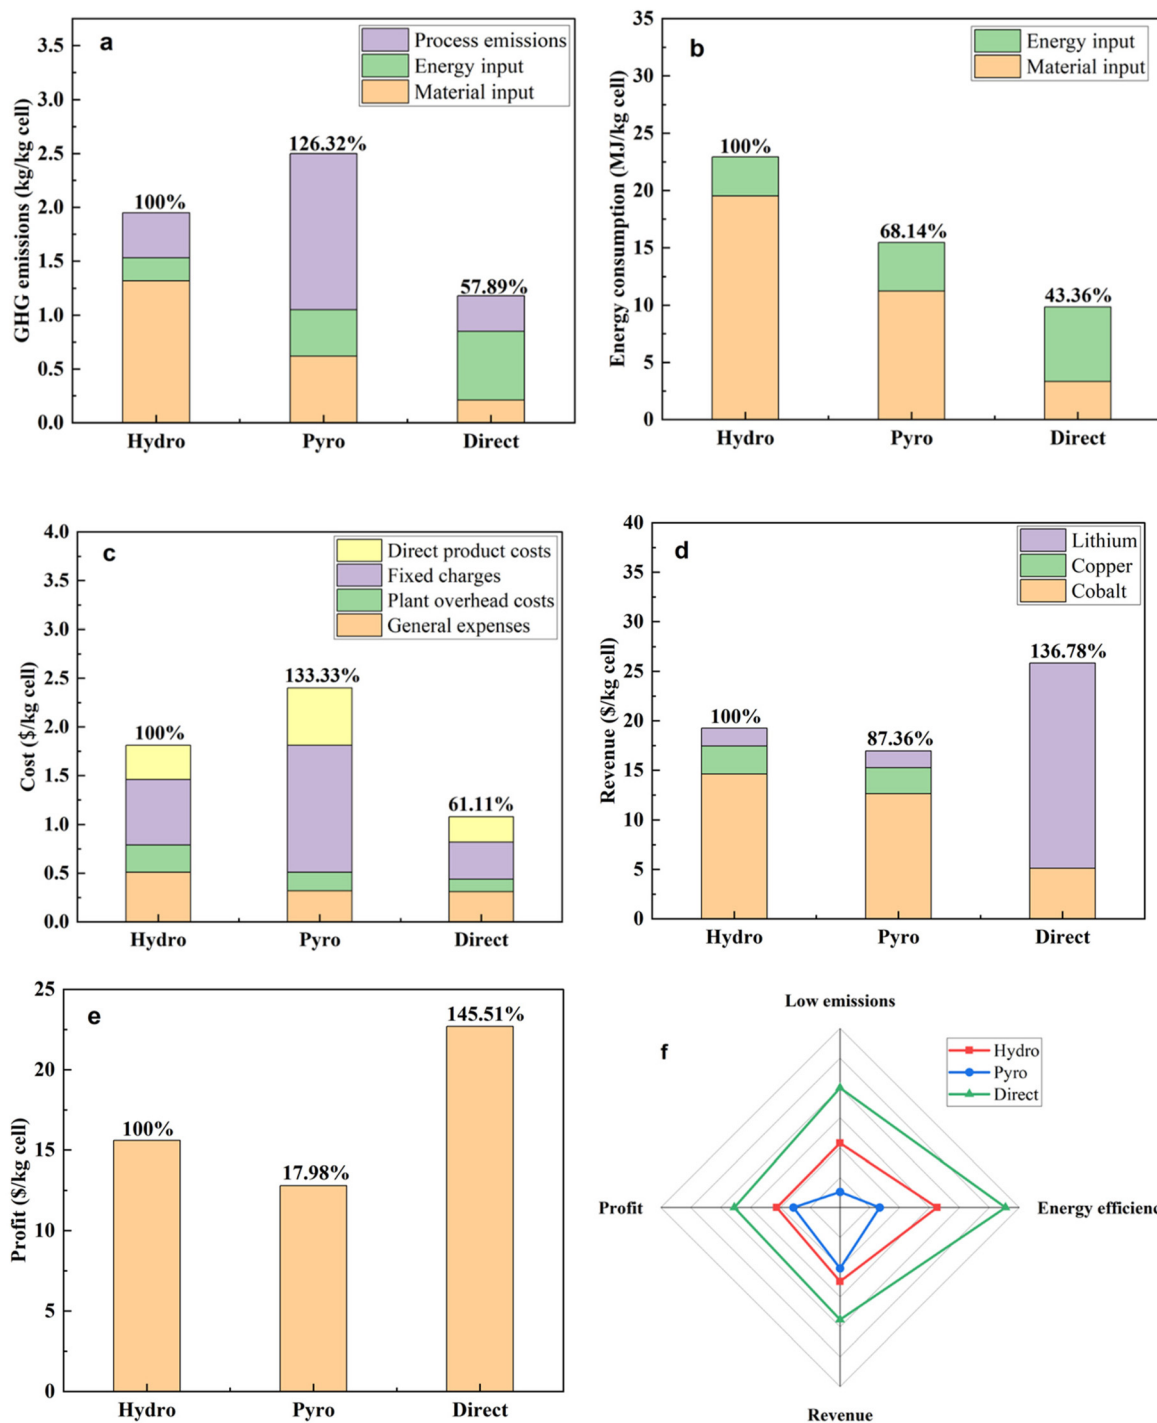 a
Process emissions
Energy input
Material input
GHG emissions (kg/kg cell)
3.5
3.0
2.5
2.0
1.5
1.0
0.5
0.0
100%
126.32%
57.89%
Hydro
Pyro
Direct
b
Energy input
Material input
Energy consumption (MJ/kg cell)
35
30
25
20
15
10
5
0
100%
68.14%
43.36%
Hydro
Pyro
Direct
c
Direct product costs
Fixed charges
Plant overhead costs
General expenses
Cost ($/kg cell)
4.0
3.5
3.0
2.5
2.0
1.5
1.0
0.5
0.0
100%
133.33%
61.11%
Hydro
Pyro
Direct
d
Lithium
Copper
Cobalt
Revenue ($/kg cell)
40
35
30
25
20
15
10
5
0
100%
87.36%
136.78%
Hydro
Pyro
Direct
e
Profit ($/kg cell)
25
20
15
10
5
0
100%
17.98%
145.51%
Hydro
Pyro
Direct
f
Low emissions
Hydro
Pyro
Direct
Profit
Energy efficienc
Revenue